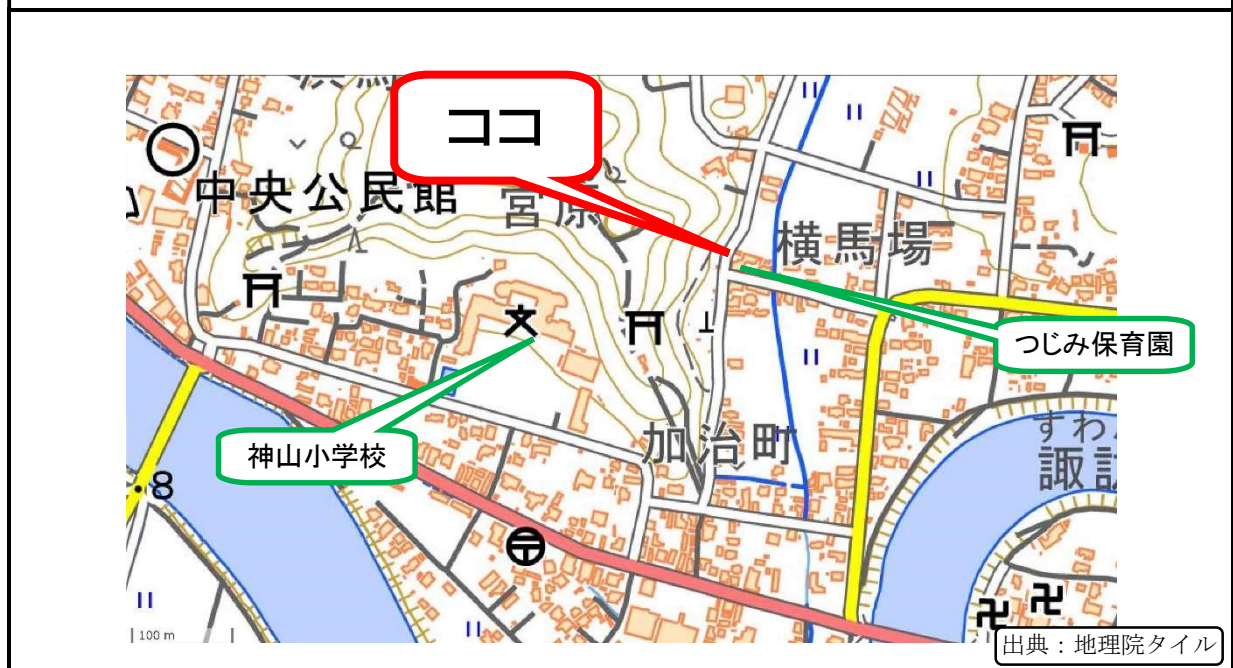 ココ
中央公民館
宮原
横馬場
つじみ保育園
神山小学校
加治町
すわ
諏訪
8
100 m
出典：地理院タイル